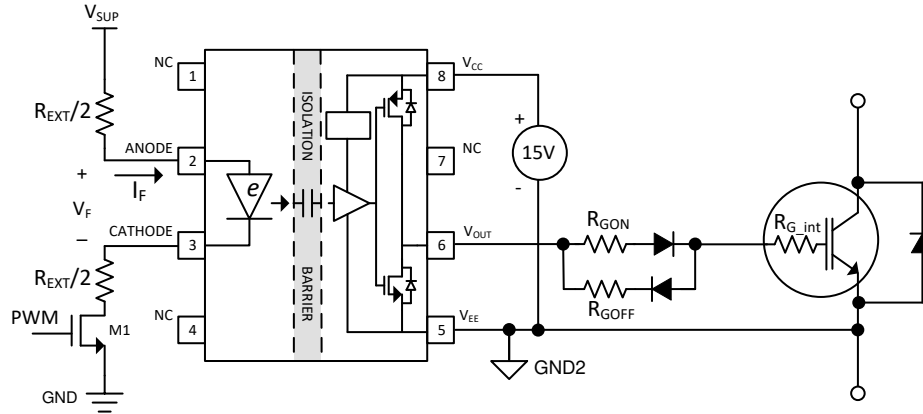 VSUP
REXT/2
ANODE
+
IF
VF
−
CATHODE
REXT/2
PWM
M1
GND
NC
1
2
3
NC
4
e
ISOLATION
BARRIER
8
VCC
7
NC
6
VOUT
5
VEE
+
15V
-
GND2
RGON
RGOFF
RG_int